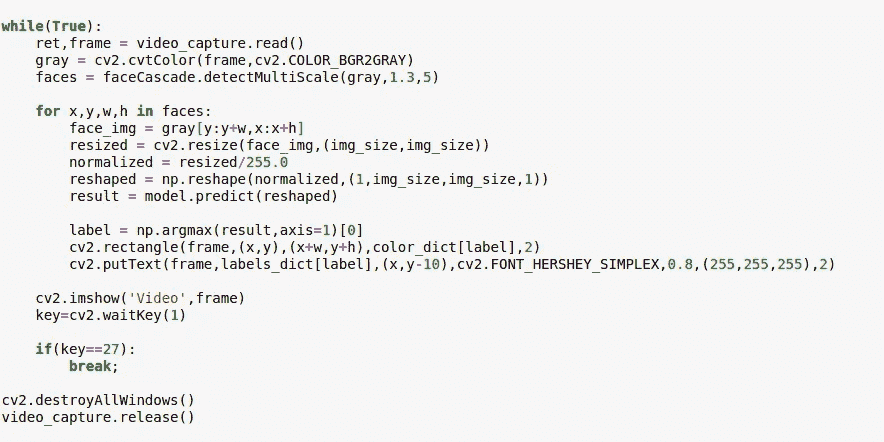 while(True):
    ret,frame = video_capture.read()
    gray = cv2.cvtColor(frame,cv2.COLOR_BGR2GRAY)
    faces = faceCascade.detectMultiScale(gray,1.3,5)

    for x,y,w,h in faces:
        face_img = gray[y:y+w,x:x+h]
        resized = cv2.resize(face_img,(img_size,img_size))
        normalized = resized/255.0
        reshaped = np.reshape(normalized,(1,img_size,img_size,1))
        result = model.predict(reshaped)

        label = np.argmax(result,axis=1)[0]
        cv2.rectangle(frame,(x,y),(x+w,y+h),color_dict[label],2)
        cv2.putText(frame,labels_dict[label],(x,y-10),cv2.FONT_HERSHEY_SIMPLEX,0.8,(255,255,255),2)

    cv2.imshow('Video',frame)
    key=cv2.waitKey(1)

    if(key==27):
        break;

cv2.destroyAllWindows()
video_capture.release()